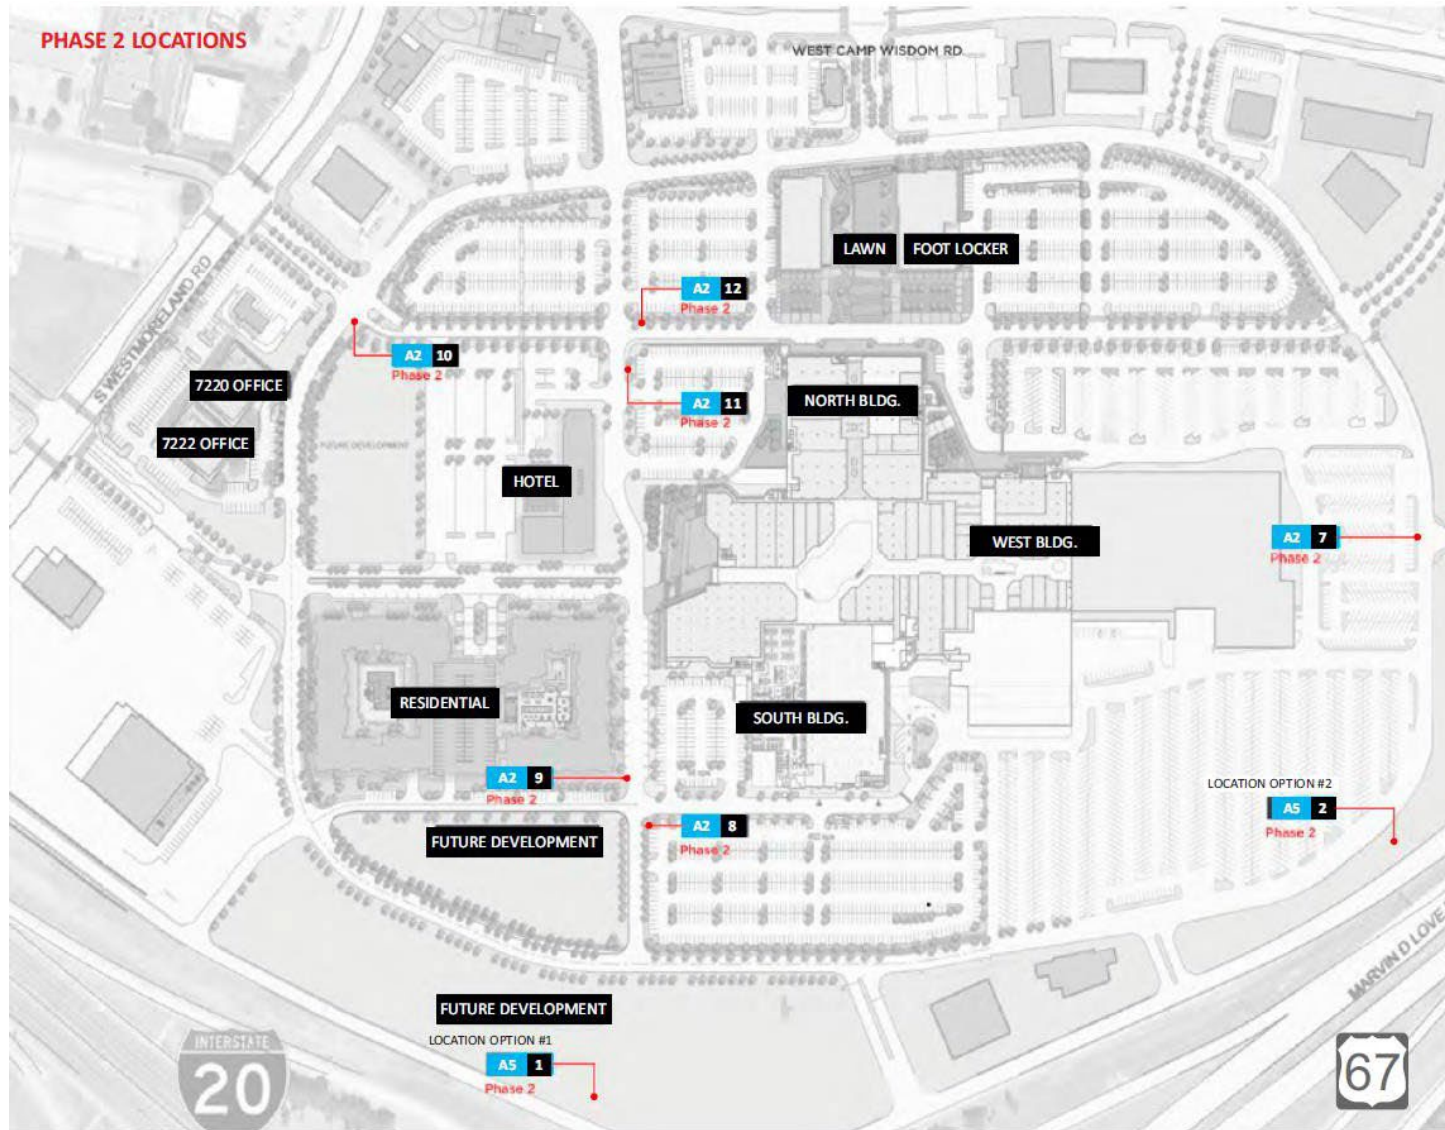 PHASE 2 LOCATIONS
WEST CAMP WISDOM RD
S WESTMORELAND RD
LAWN
FOOT LOCKER
A2 12
Phase 2
A2 10
Phase 2
7220 OFFICE
A2 11
Phase 2
NORTH BLDG.
7222 OFFICE
FUTURE DEVELOPMENT
HOTEL
WEST BLDG.
A2 7
Phase 2
RESIDENTIAL
SOUTH BLDG.
A2 9
Phase 2
LOCATION OPTION #2
A5 2
Phase 2
A2 8
Phase 2
FUTURE DEVELOPMENT
MARVIN D LOVE
FUTURE DEVELOPMENT
LOCATION OPTION #1
A5 1
Phase 2
INTERSTATE
20
67